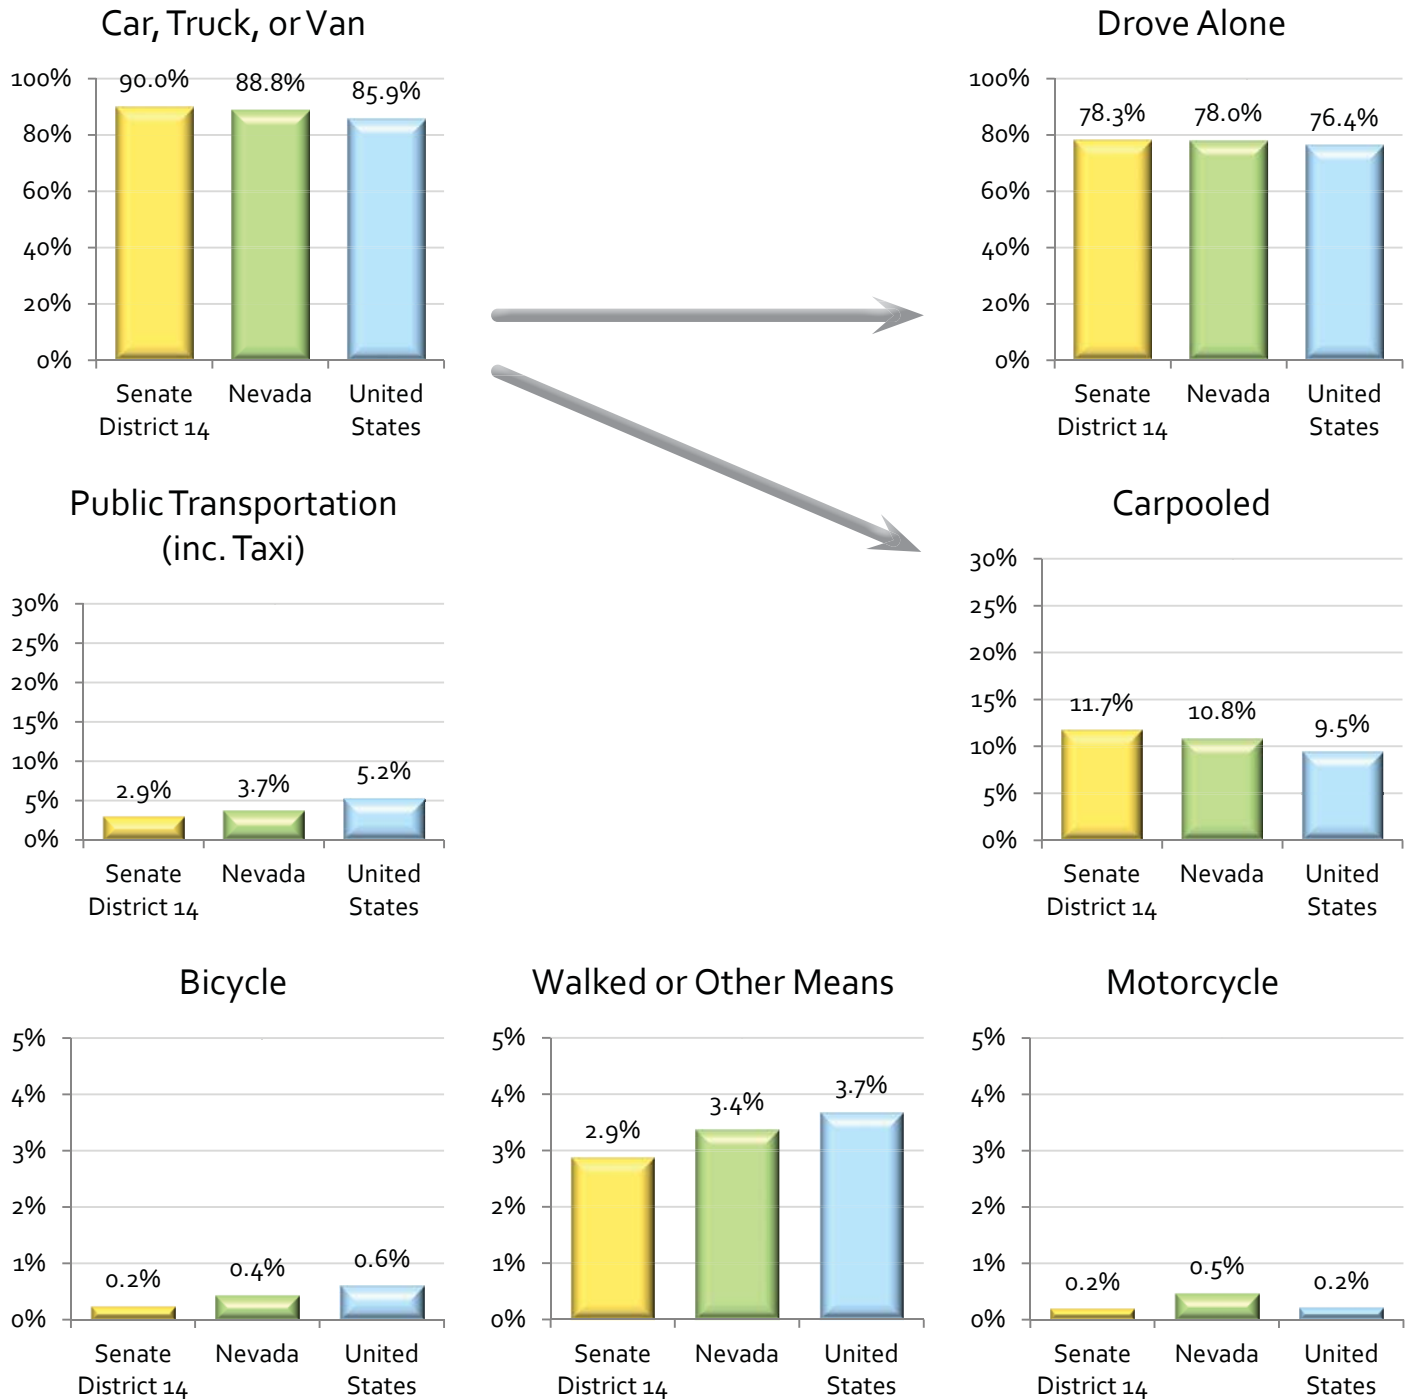 Car, Truck, or Van
100%
80%
60%
40%
20%
0%
90.0%
88.8%
85.9%
Senate
District 14
Nevada
United
States
Drove Alone
100%
80%
60%
40%
20%
0%
78.3%
78.0%
76.4%
Senate
District 14
Nevada
United
States
Public Transportation
(inc. Taxi)
30%
25%
20%
15%
10%
5%
0%
2.9%
3.7%
5.2%
Senate
District 14
Nevada
United
States
Carpooled
30%
25%
20%
15%
10%
5%
0%
11.7%
10.8%
9.5%
Senate
District 14
Nevada
United
States
Bicycle
5%
4%
3%
2%
1%
0%
0.2%
0.4%
0.6%
Senate
District 14
Nevada
United
States
Walked or Other Means
5%
4%
3%
2%
1%
0%
2.9%
3.4%
3.7%
Senate
District 14
Nevada
United
States
Motorcycle
5%
4%
3%
2%
1%
0%
0.2%
0.5%
0.2%
Senate
District 14
Nevada
United
States